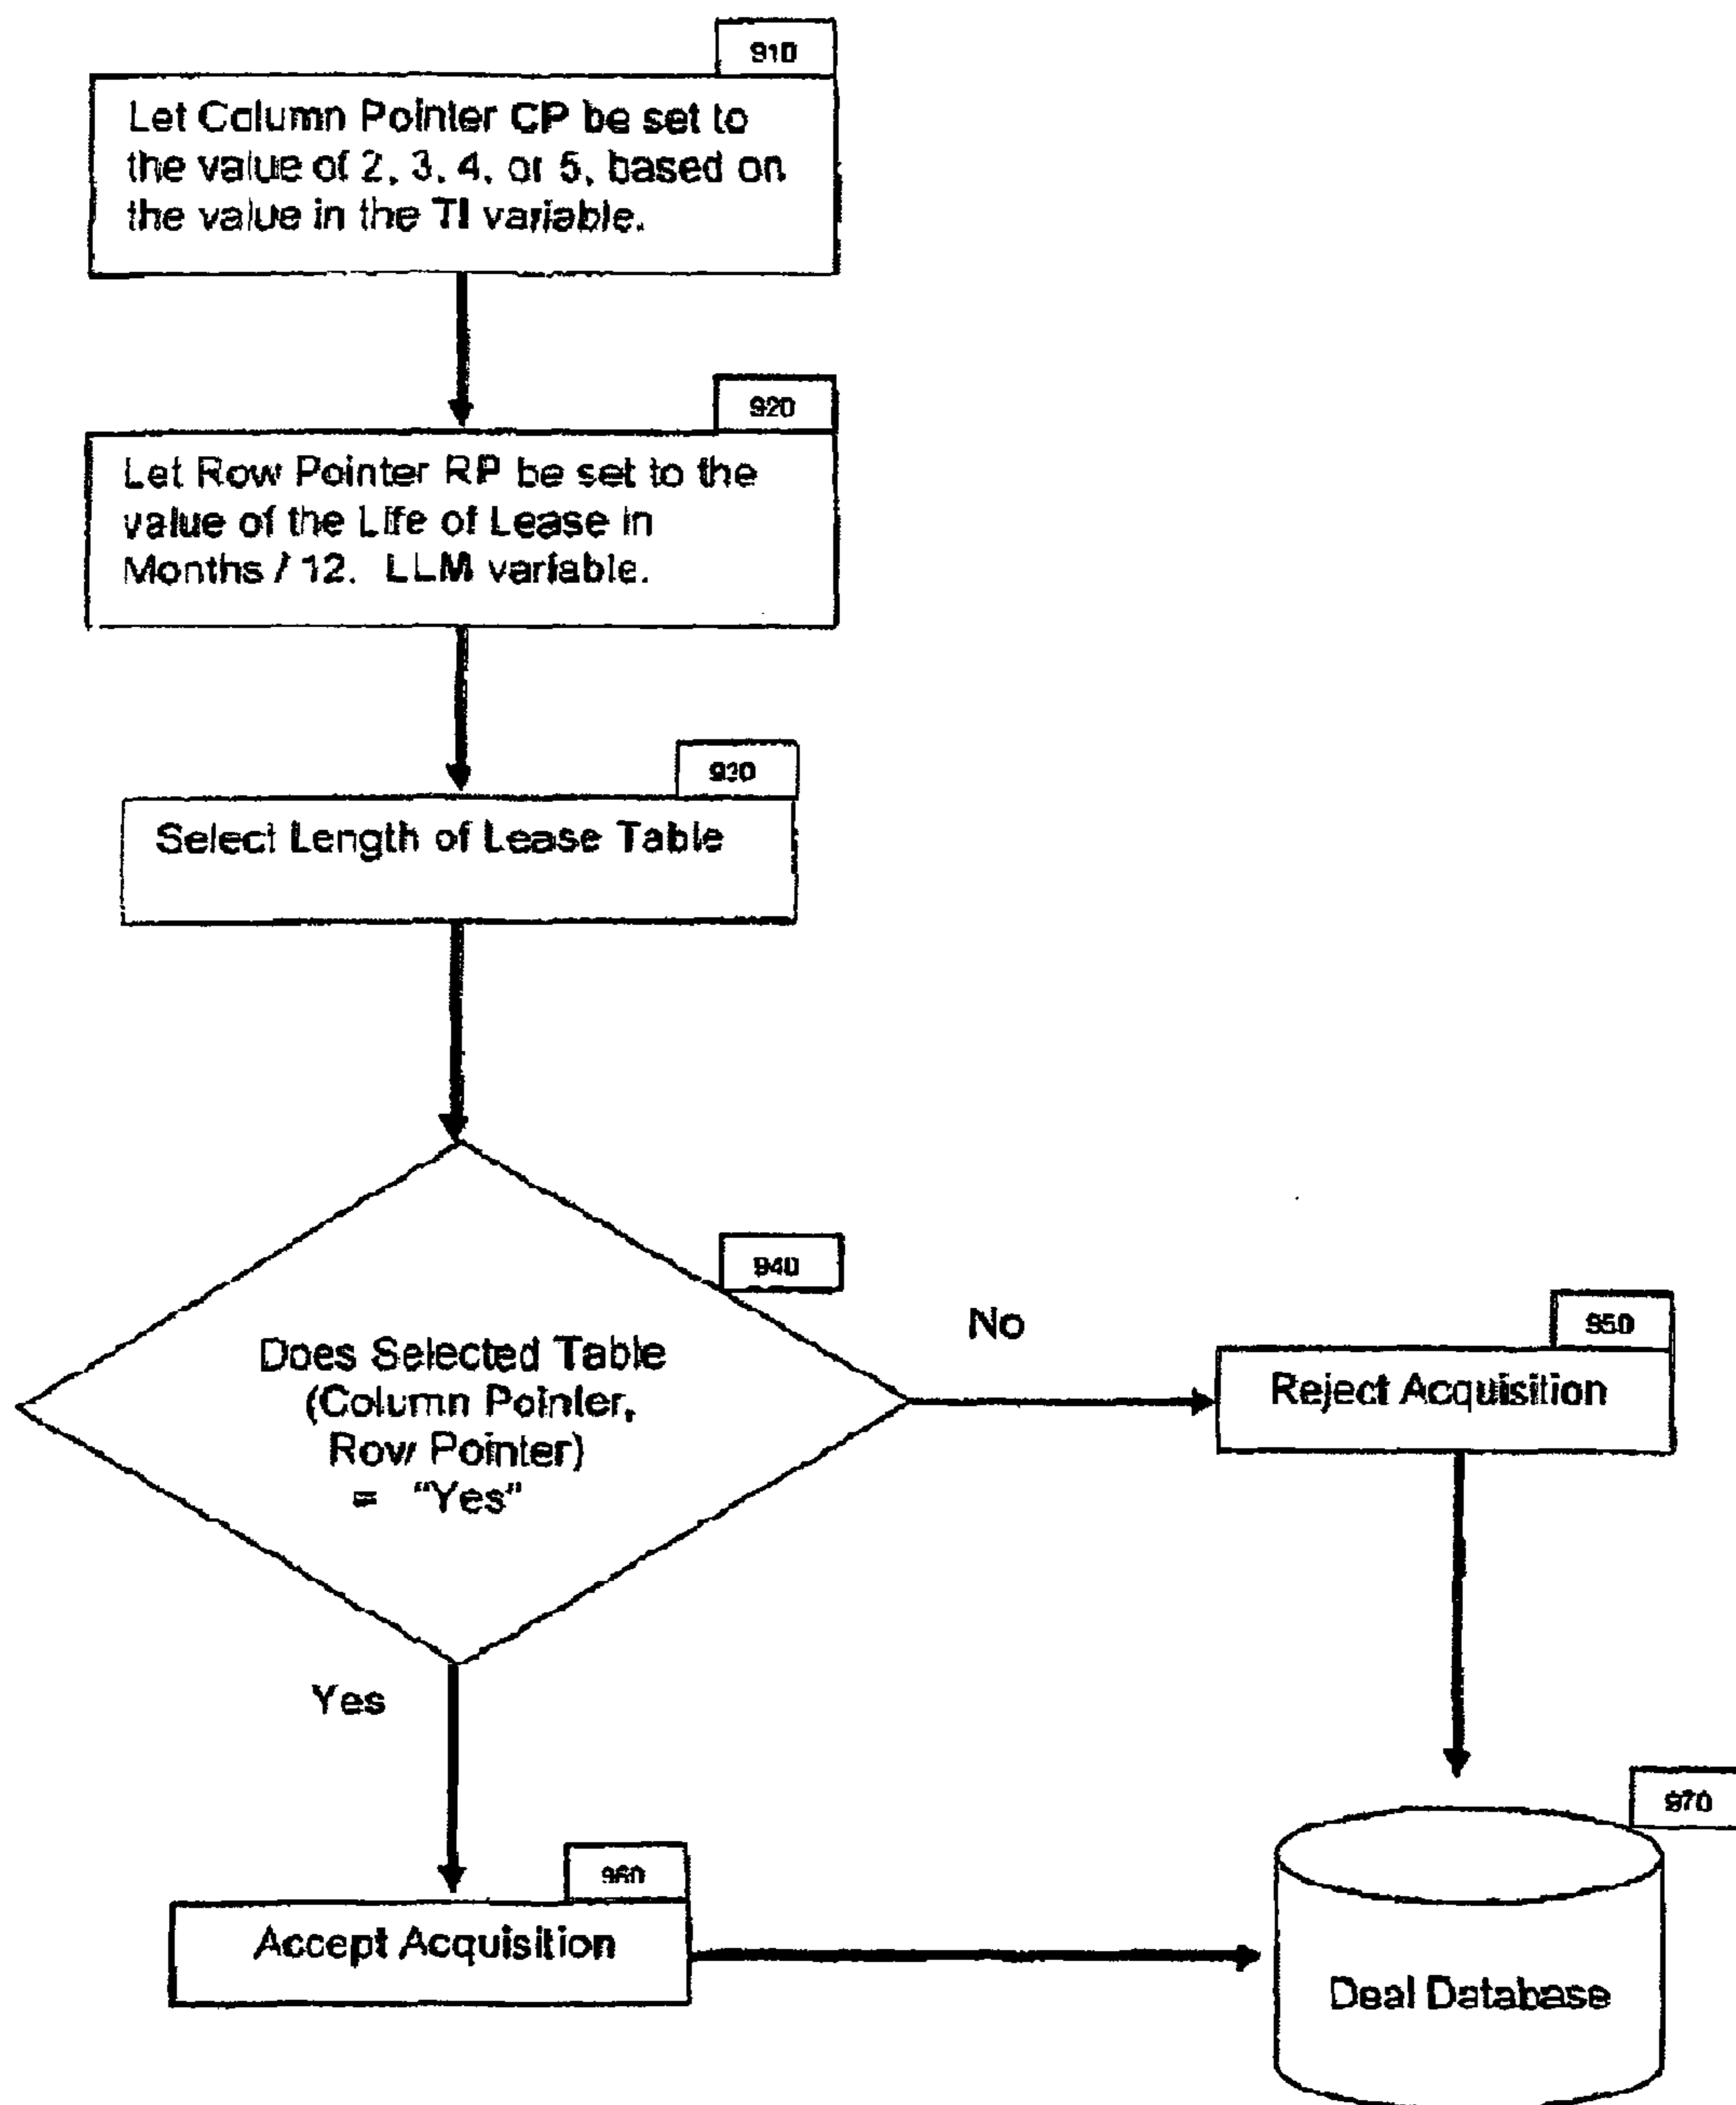 910
Let Column Pointer CP be set to
the value of 2, 3, 4, or 5, based on
the value in the TI variable.
920
Let Row Pointer RP be set to the
value of the Life of Lease in
Months / 12. LLM variable.
930
Select Length of Lease Table
940
Does Selected Table
(Column Pointer,
Row Pointer)
= "Yes"
No
950
Reject Acquisition
Yes
960
Accept Acquisition
970
Deal Database